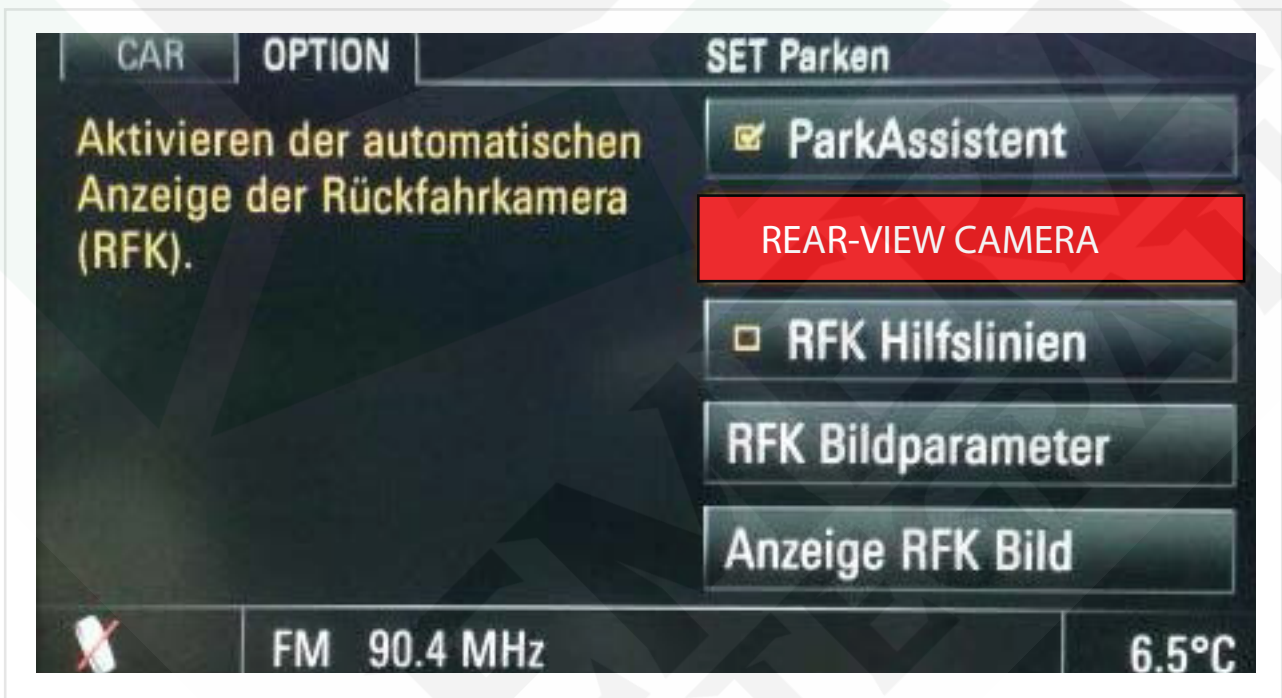 CAR OPTION SET Parken
Aktivieren der automatischen
Anzeige der Rückfahrkamera
(RFK).
ParkAssistent
REAR-VIEW CAMERA
RFK Hilfslinien
RFK Bildparameter
Anzeige RFK Bild
FM 90.4 MHz 6.5°C